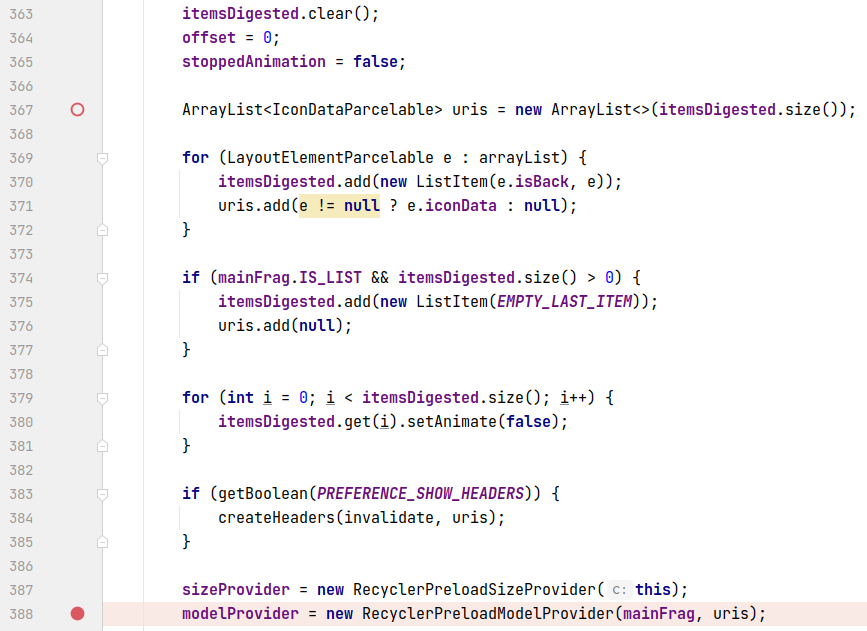 363 itemsDigested.clear();
364 offset = 0;
365 stoppedAnimation = false;
366
367 ArrayList<IconDataParcelable> uris = new ArrayList<>(itemsDigested.size());
368
369 for (LayoutElementParcelable e : arrayList) {
370 itemsDigested.add(new ListItem(e.isBack, e));
371 uris.add(e != null ? e.iconData : null);
372 }
373
374 if (mainFrag.IS_LIST && itemsDigested.size() > 0) {
375 itemsDigested.add(new ListItem(EMPTY_LAST_ITEM));
376 uris.add(null);
377 }
378
379 for (int i = 0; i < itemsDigested.size(); i++) {
380 itemsDigested.get(i).setAnimate(false);
381 }
382
383 if (getBoolean(PREFERENCE_SHOW_HEADERS)) {
384 createHeaders(invalidate, uris);
385 }
386
387 sizeProvider = new RecyclerPreloadSizeProvider( c: this);
388 modelProvider = new RecyclerPreloadModelProvider(mainFrag, uris);